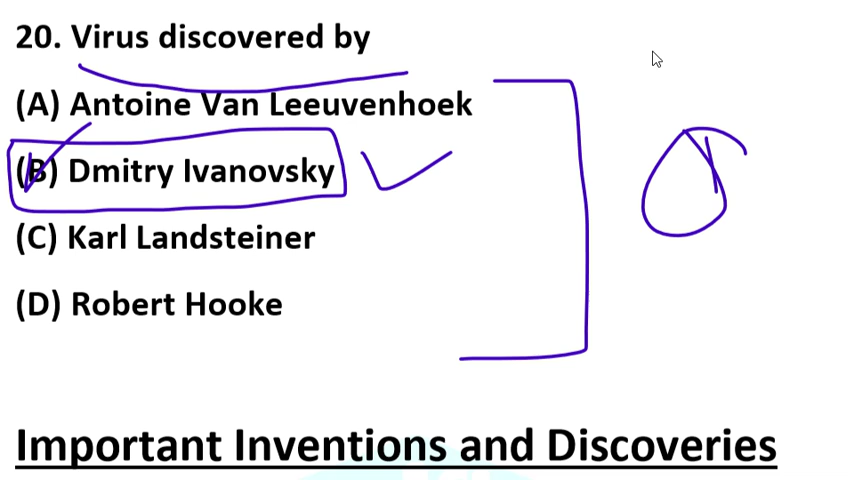 20. Virus discovered by
(A) Antoine Van Leeuvenhoek
(B) Dmitry Ivanovsky
(C) Karl Landsteiner
(D) Robert Hooke
Important Inventions and Discoveries